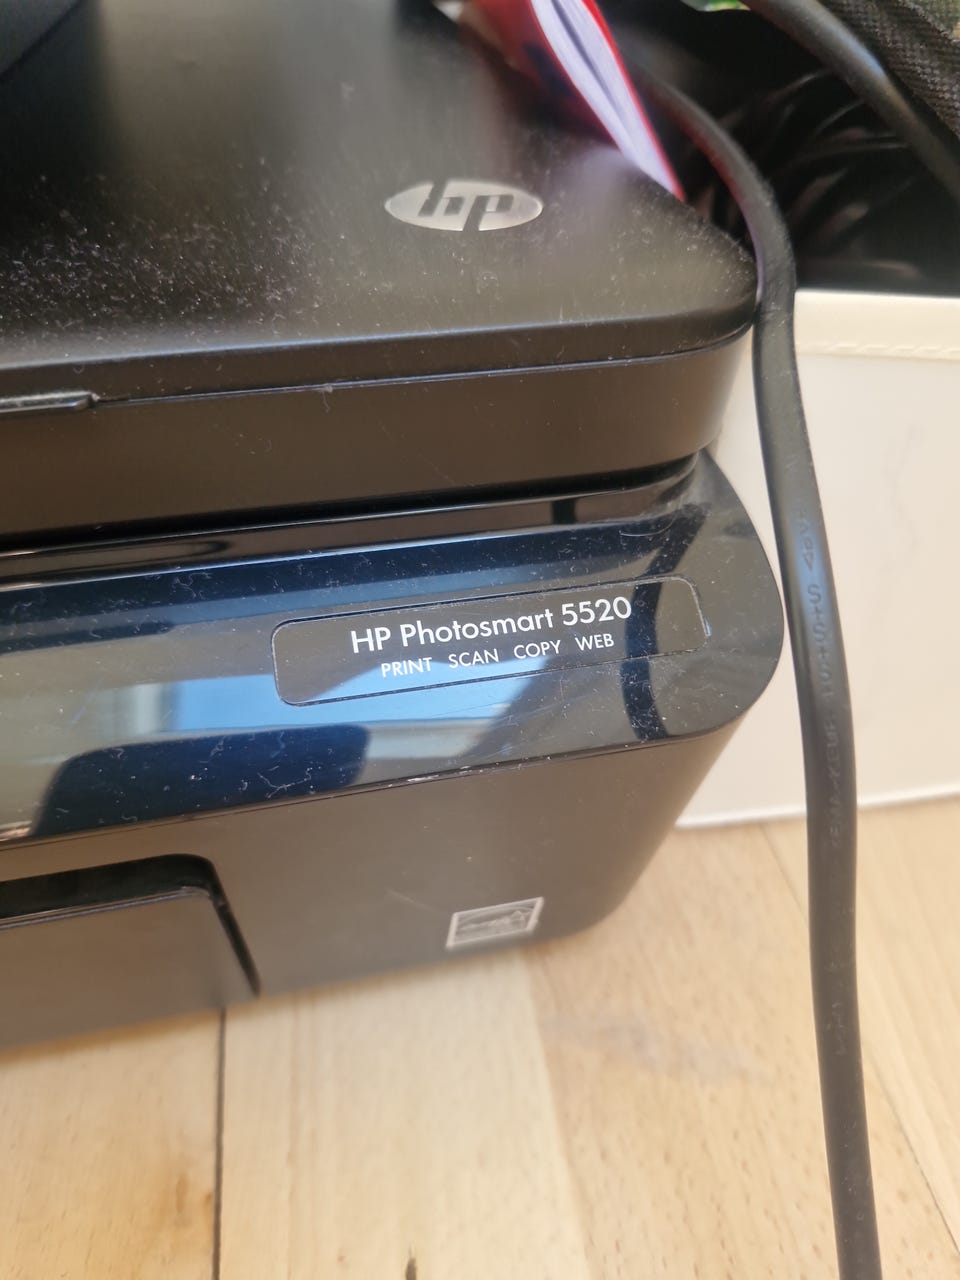 hp
HP Photosmart 5520
PRINT SCAN COPY WEB